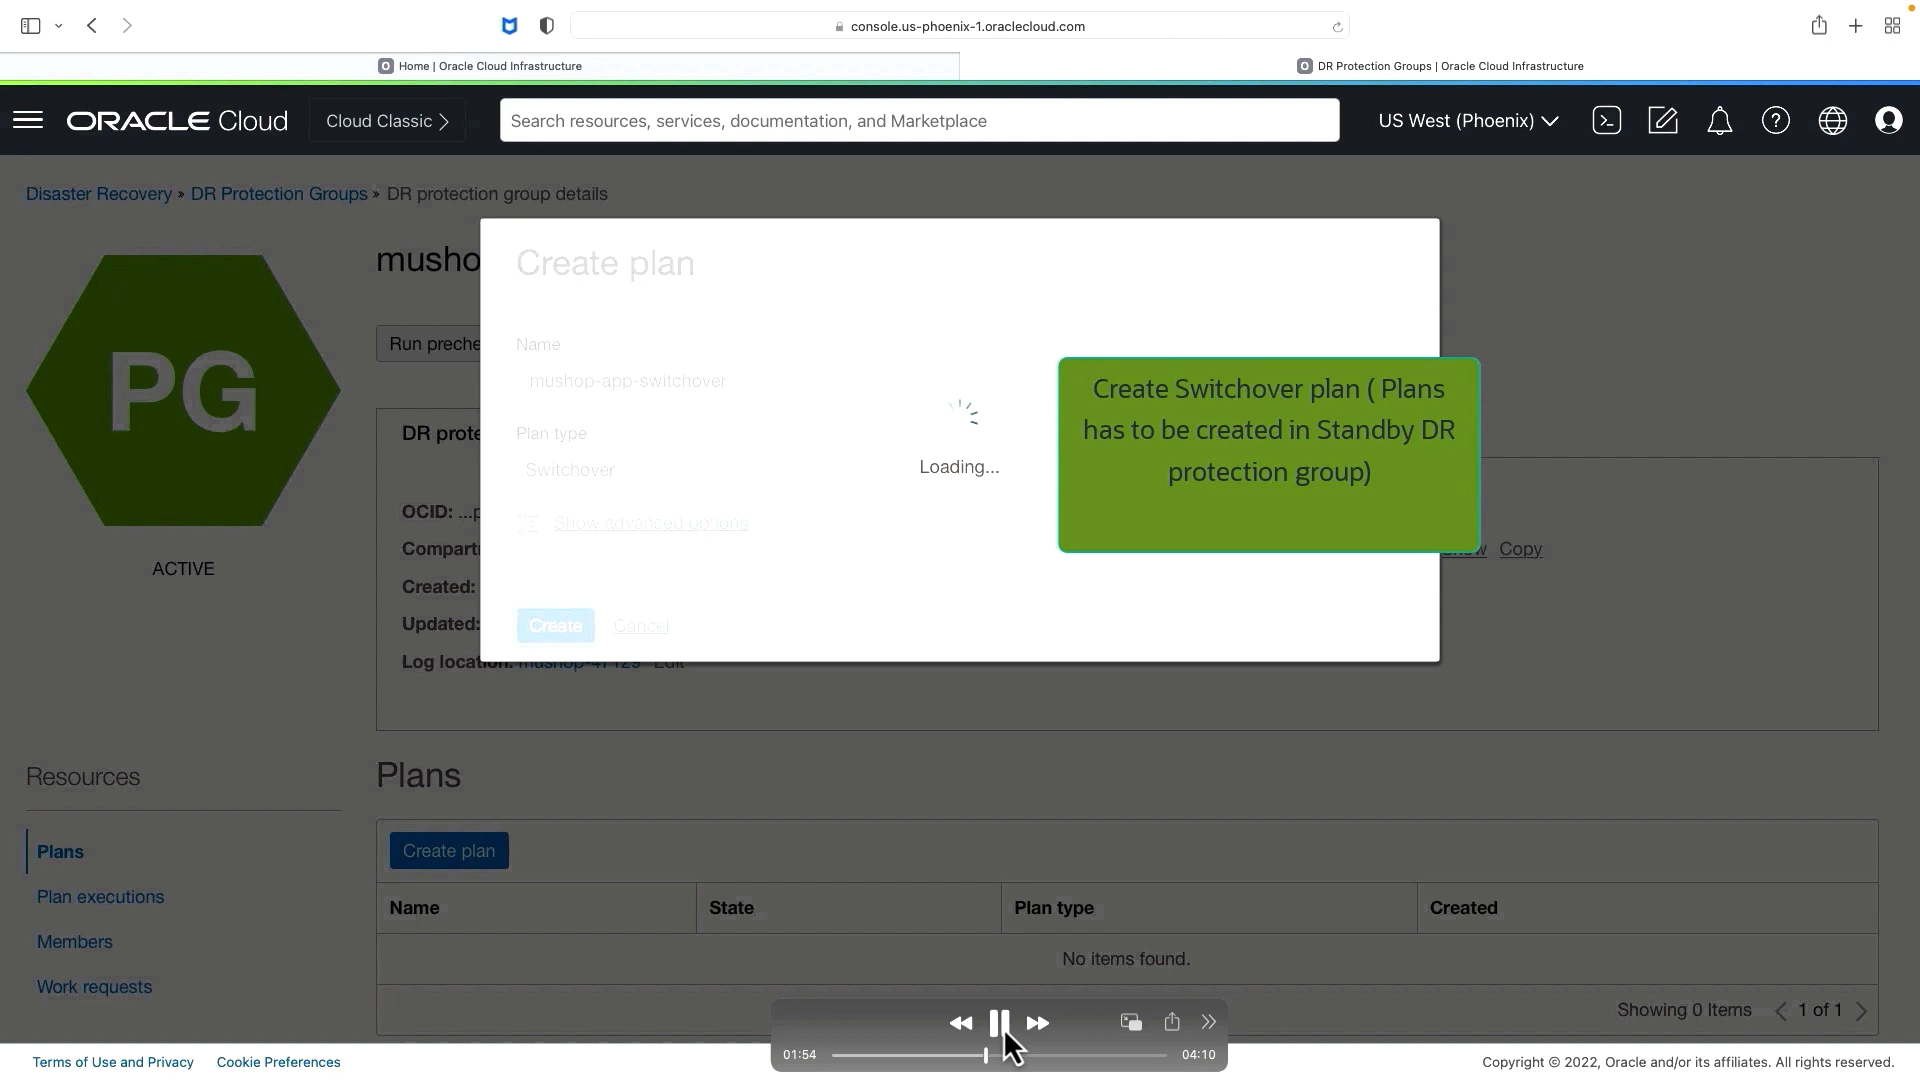 console.us-phoenix-1.oraclecloud.com
Home | Oracle Cloud Infrastructure
DR Protection Groups | Oracle Cloud Infrastructure
ORACLE Cloud
Cloud Classic
Search resources, services, documentation, and Marketplace
US West (Phoenix)
Disaster Recovery » DR Protection Groups » DR protection group details
PG
ACTIVE
musho
Run preche
DR prote
OCID: ...p
Compart
Created:
Updated:
Log location: mushop-47129 Edit
Show Copy
Create plan
Name
mushop-app-switchover
Plan type
Switchover
Show advanced options
Loading...
Create Cancel
Create Switchover plan ( Plans
has to be created in Standby DR
protection group)
Resources
Plans
Plan executions
Members
Work requests
Plans
Create plan
Name State Plan type Created
No items found.
Showing 0 Items 1 of 1
01:54 04:10
Terms of Use and Privacy Cookie Preferences
Copyright © 2022, Oracle and/or its affiliates. All rights reserved.